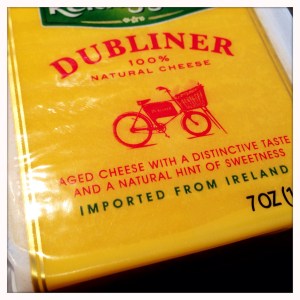 DUBLINER
100%
NATURAL CHEESE
AGED CHEESE WITH A DISTINCTIVE TASTE
AND A NATURAL HINT OF SWEETNESS
IMPORTED FROM IRELAND
7 OZ (1